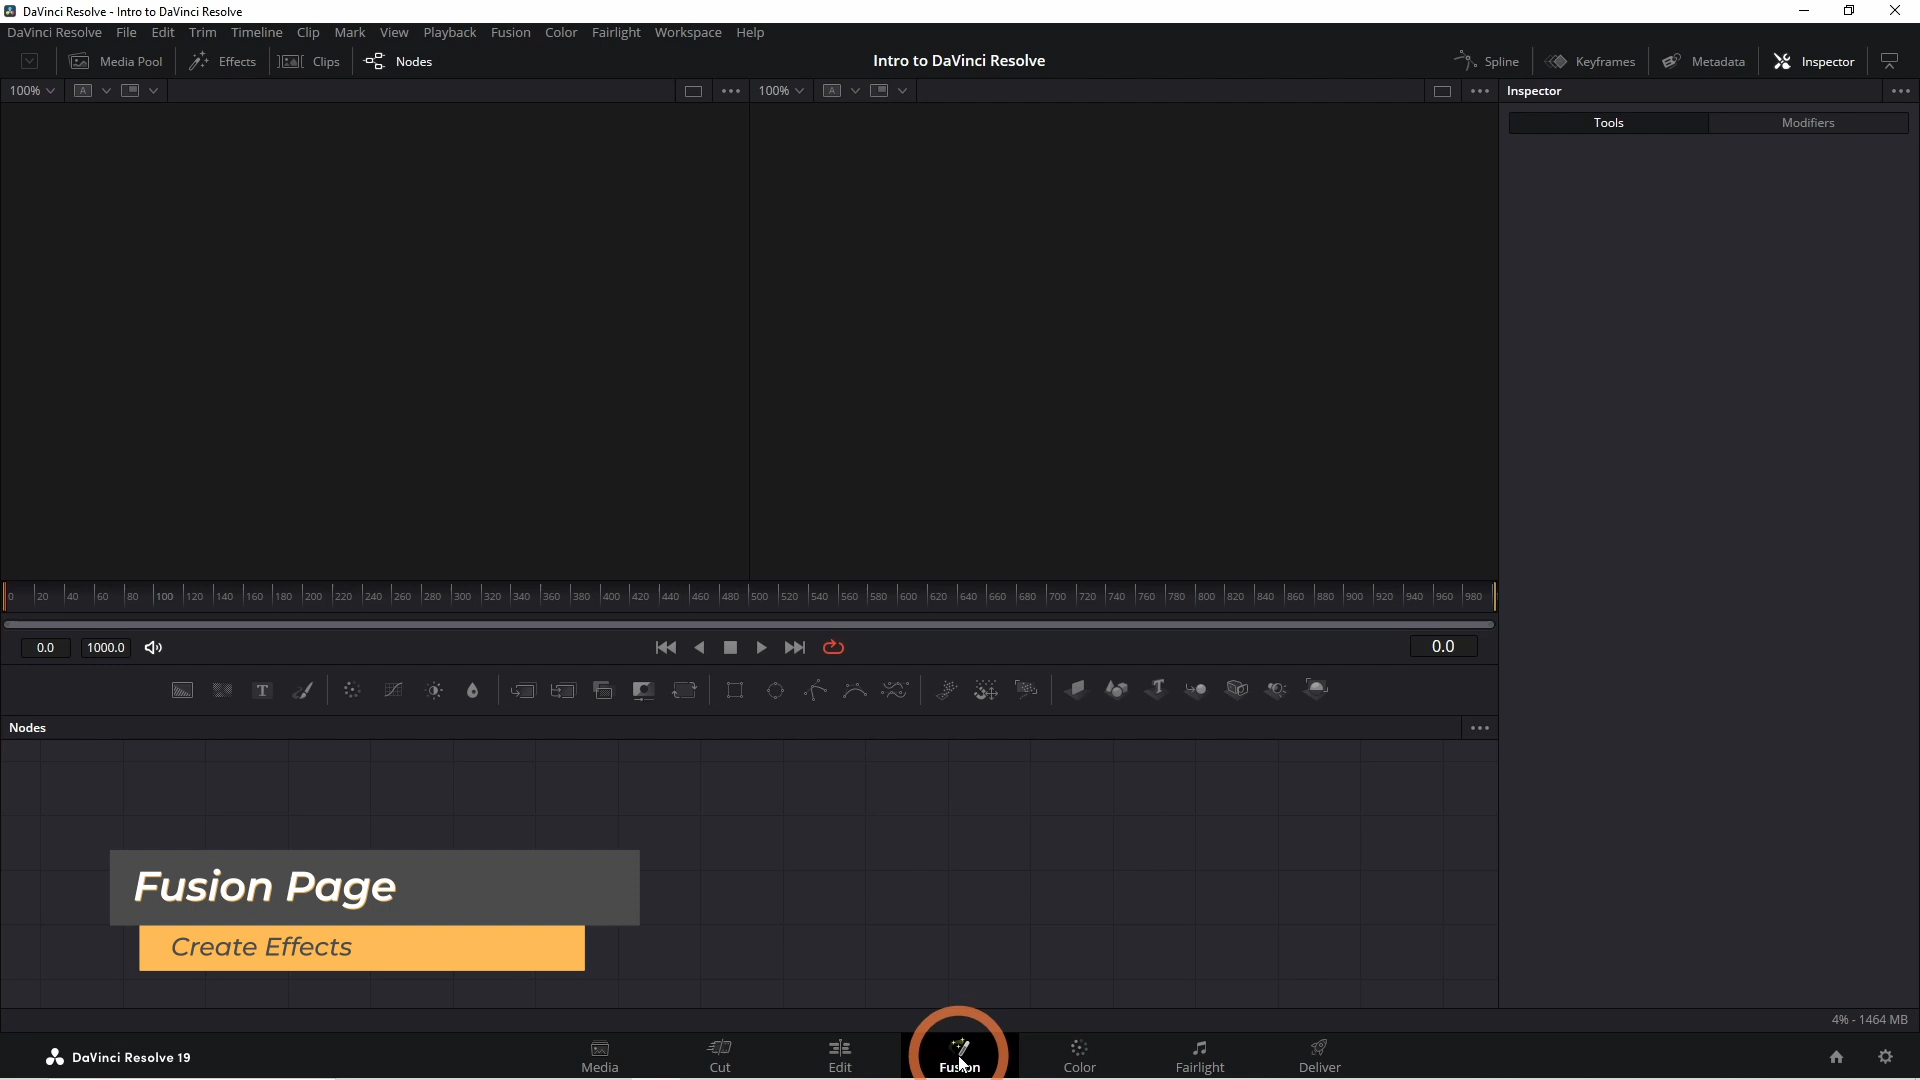 DaVinci Resolve - Intro to DaVinci Resolve
DaVinci Resolve File Edit Trim Timeline Clip Mark View Playback Fusion Color Fairlight Workspace Help
Media Pool Effects Clips Nodes Intro to DaVinci Resolve Spline Keyframes Metadata Inspector
100% A 100% A Inspector
Tools Modifiers
0 20 40 60 80 100 120 140 160 180 200 220 240 260 280 300 320 340 360 380 400 420 440 460 480 500 520 540 560 580 600 620 640 660 680 700 720 740 760 780 800 820 840 860 880 900 920 940 960 980
0.0 1000.0 0.0
T T
Nodes
Fusion Page
Create Effects
4% - 1464 MB
DaVinci Resolve 19 Media Cut Edit Fusion Color Fairlight Deliver